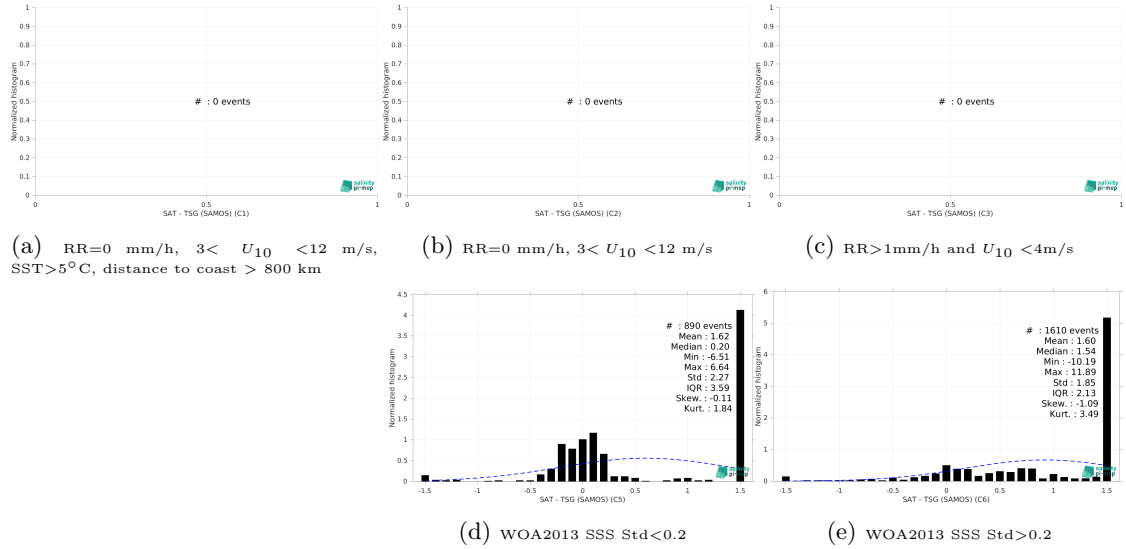 1
0.9
0.8
0.7
0.6
0.5
0.4
0.3
0.2
0.1
0
Normalized histogram
# : 0 events
0 0.5 1
SAT - TSG (SAMOS) (C1)
salinity
pi-mep
1
0.9
0.8
0.7
0.6
0.5
0.4
0.3
0.2
0.1
0
Normalized histogram
# : 0 events
0 0.5 1
SAT - TSG (SAMOS) (C2)
salinity
pi-mep
1
0.9
0.8
0.7
0.6
0.5
0.4
0.3
0.2
0.1
0
Normalized histogram
# : 0 events
0 0.5 1
SAT - TSG (SAMOS) (C3)
salinity
pi-mep
(a) RR=0 mm/h, 3< U10 <12 m/s,
SST>5°C, distance to coast > 800 km
(b) RR=0 mm/h, 3< U10 <12 m/s
(c) RR>1mm/h and U10 <4m/s
4.5
4
3.5
3
2.5
2
1.5
1
0.5
0
Normalized histogram
# : 890 events
Mean : 1.62
Median : 0.20
Min : -6.51
Max : 6.64
Std : 2.27
IQR : 3.59
Skew. : -0.11
Kurt. : 1.84
salinity
pi-mep
-1.5 -1 -0.5 0 0.5 1 1.5
SAT - TSG (SAMOS) (C5)
6
5
4
3
2
1
0
Normalized histogram
# : 1610 events
Mean : 1.60
Median : 1.54
Min : -10.19
Max : 11.89
Std : 1.85
IQR : 2.13
Skew. : -1.09
Kurt. : 3.49
salinity
pi-mep
-1.5 -1 -0.5 0 0.5 1 1.5
SAT - TSG (SAMOS) (C6)
(d) WOA2013 SSS Std<0.2
(e) WOA2013 SSS Std>0.2